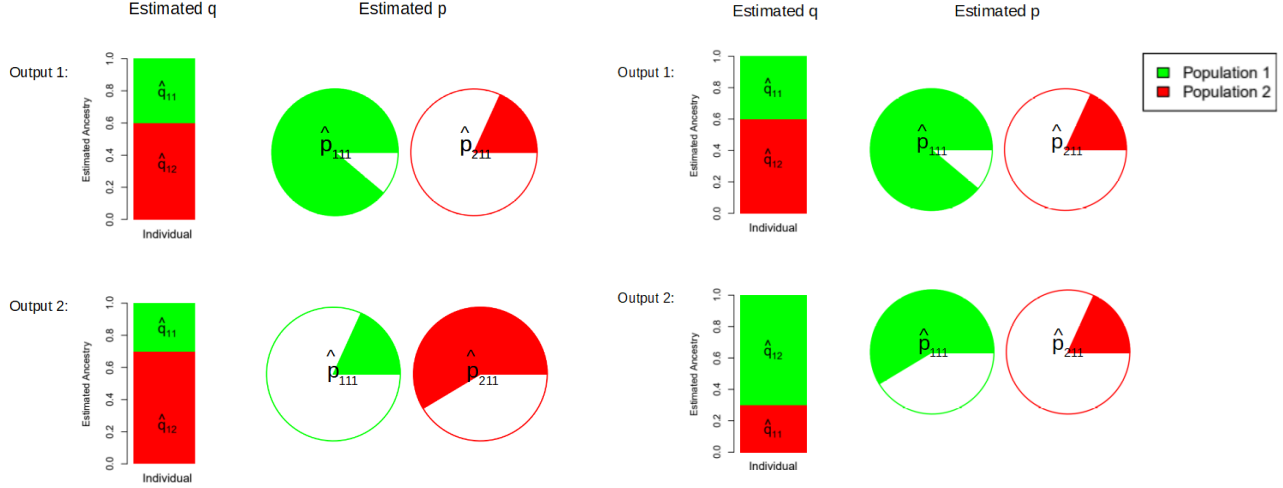 Estimated q
Estimated p
Output 1:
Estimated Ancestry
0.0
0.2
0.4
0.6
0.8
1.0
q̂11
q̂12
Individual
p̂111
p̂211
Output 2:
Estimated Ancestry
0.0
0.2
0.4
0.6
0.8
1.0
q̂11
q̂12
Individual
p̂111
p̂211
Estimated q
Estimated p
Output 1:
Estimated Ancestry
0.0
0.2
0.4
0.6
0.8
1.0
q̂11
q̂12
Individual
p̂111
p̂211
Population 1
Population 2
Output 2:
Estimated Ancestry
0.0
0.2
0.4
0.6
0.8
1.0
q̂12
q̂11
Individual
p̂111
p̂211